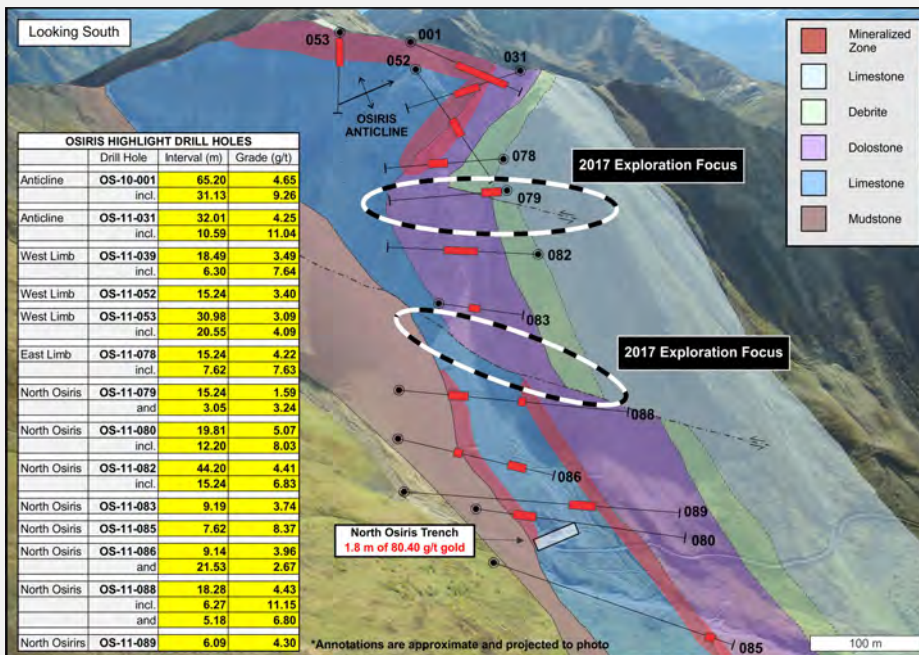 Looking South
053
001
052
031
OSIRIS
ANTICLINE
078
079
082
083
088
086
089
080
085
2017 Exploration Focus
2017 Exploration Focus
North Osiris Trench
1.8 m of 80.40 g/t gold
*Annotations are approximate and projected to photo
100 m
Mineralized
Zone
Limestone
Debrite
Dolostone
Limestone
Mudstone
OSIRIS HIGHLIGHT DRILL HOLES
Drill Hole Interval (m) Grade (g/t)
Anticline OS-10-001 65.20 4.65
incl. 31.13 9.26
Anticline OS-11-031 32.01 4.25
incl. 10.59 11.04
West Limb OS-11-039 18.49 3.49
incl. 6.30 7.64
West Limb OS-11-052 15.24 3.40
West Limb OS-11-053 30.98 3.09
incl. 20.55 4.09
East Limb OS-11-078 15.24 4.22
incl. 7.62 7.63
North Osiris OS-11-079 15.24 1.59
and 3.05 3.24
North Osiris OS-11-080 19.81 5.07
incl. 12.20 8.03
North Osiris OS-11-082 44.20 4.41
incl. 15.24 6.83
North Osiris OS-11-083 9.19 3.74
North Osiris OS-11-085 7.62 8.37
North Osiris OS-11-086 9.14 3.96
and 21.53 2.67
North Osiris OS-11-088 18.28 4.43
incl. 6.27 11.15
and 5.18 6.80
North Osirirs OS-11-089 6.09 4.30